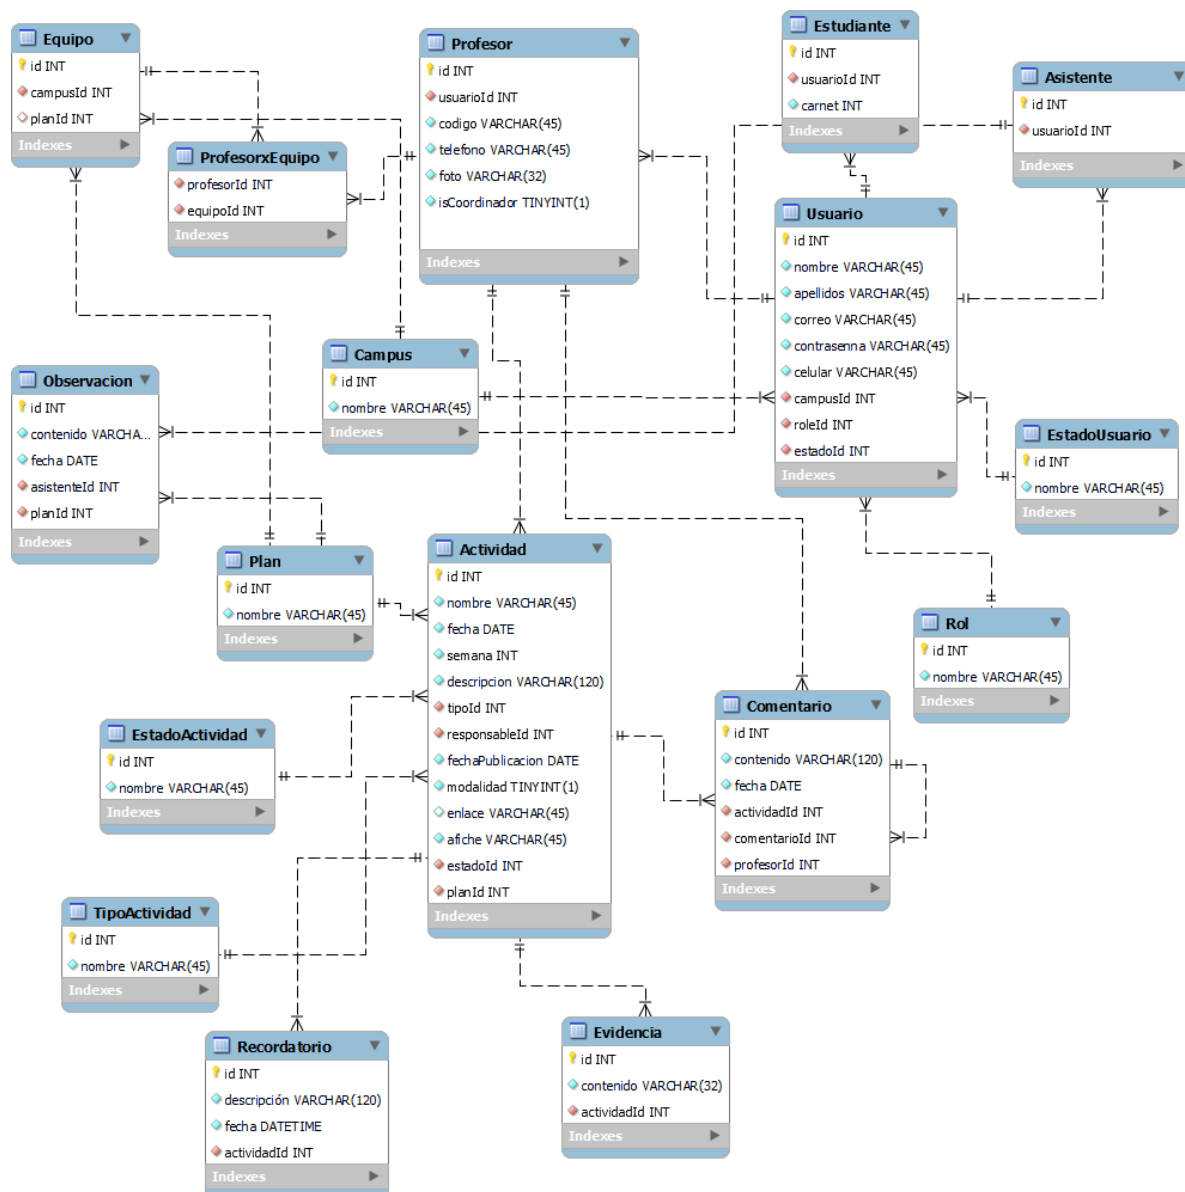 Equipo
id INT
campusId INT
planId INT
Indexes
Profesor
id INT
usuarioId INT
codigo VARCHAR(45)
telefono VARCHAR(45)
foto VARCHAR(32)
isCoordinador TINYINT(1)
Indexes
Estudiante
id INT
usuarioId INT
carnet INT
Indexes
Asistente
id INT
usuarioId INT
Indexes
ProfesorxEquipo
profesorId INT
equipoId INT
Indexes
Usuario
id INT
nombre VARCHAR(45)
apellidos VARCHAR(45)
correo VARCHAR(45)
contrasenna VARCHAR(45)
celular VARCHAR(45)
campusId INT
roleId INT
estadoId INT
Indexes
Campus
id INT
nombre VARCHAR(45)
Indexes
Observacion
id INT
contenido VARCHA...
fecha DATE
asistenteId INT
planId INT
Indexes
EstadoUsuario
id INT
nombre VARCHAR(45)
Indexes
Plan
id INT
nombre VARCHAR(45)
Indexes
Actividad
id INT
nombre VARCHAR(45)
fecha DATE
semana INT
descripcion VARCHAR(120)
tipoId INT
responsableId INT
fechaPublicacion DATE
modalidad TINYINT(1)
enlace VARCHAR(45)
afiche VARCHAR(45)
estadoId INT
planId INT
Indexes
Rol
id INT
nombre VARCHAR(45)
Indexes
Comentario
id INT
contenido VARCHAR(120)
fecha DATE
actividadId INT
comentarioId INT
profesorId INT
Indexes
EstadoActividad
id INT
nombre VARCHAR(45)
Indexes
TipoActividad
id INT
nombre VARCHAR(45)
Indexes
Recordatorio
id INT
descripción VARCHAR(120)
fecha DATETIME
actividadId INT
Indexes
Evidencia
id INT
contenido VARCHAR(32)
actividadId INT
Indexes